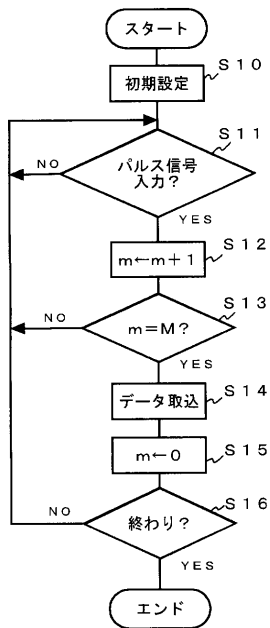 スタート
S10
初期設定
S11
パルス信号
入力？
NO
YES
S12
m←m＋1
S13
m＝M？
NO
YES
S14
データ取込
S15
m←0
S16
終わり？
NO
YES
エンド